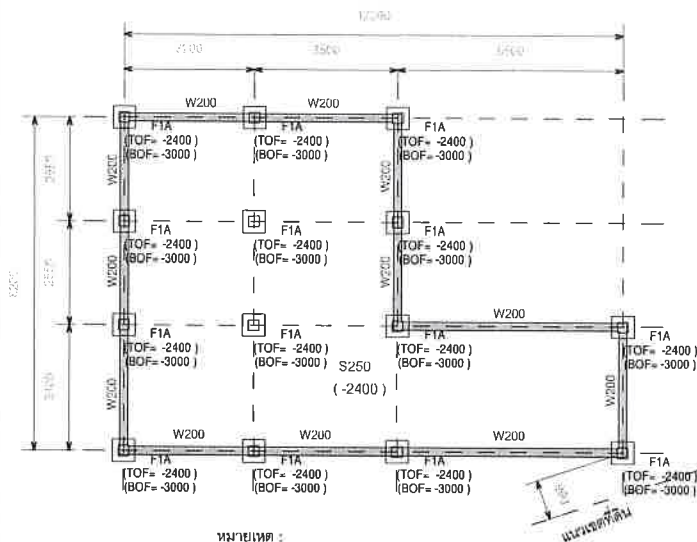 3500
W200 W200
F1A F1A F1A
(TOF= -2400 ) (TOF= -2400 ) (TOF= -2400 )
(BOF= -3000) (BOF= -3000) (BOF= -3000)
W200 W200
F1A F1A F1A
(TOF= -2400 ) (TOF= -2400 ) (TOF= -2400 )
(BOF= -3000) (BOF= -3000) (BOF= -3000)
W200 W200
W200
F1A F1A F1A F1A
(TOF= -2400 ) (TOF= -2400 ) (TOF= -2400 ) (TOF= -2400 )
(BOF= -3000) (BOF= -3000) (BOF= -3000) (BOF= -3000)
S250
( -2400 )
W200 W200
W200 W200 W200
F1A F1A F1A F1A
(TOF= -2400 ) (TOF= -2400 ) (TOF= -2400 ) (TOF= -2400 )
(BOF= -3000) (BOF= -3000) (BOF= -3000) (BOF= -3000)
แนวเขตที่ดิน
หมายเหตุ :